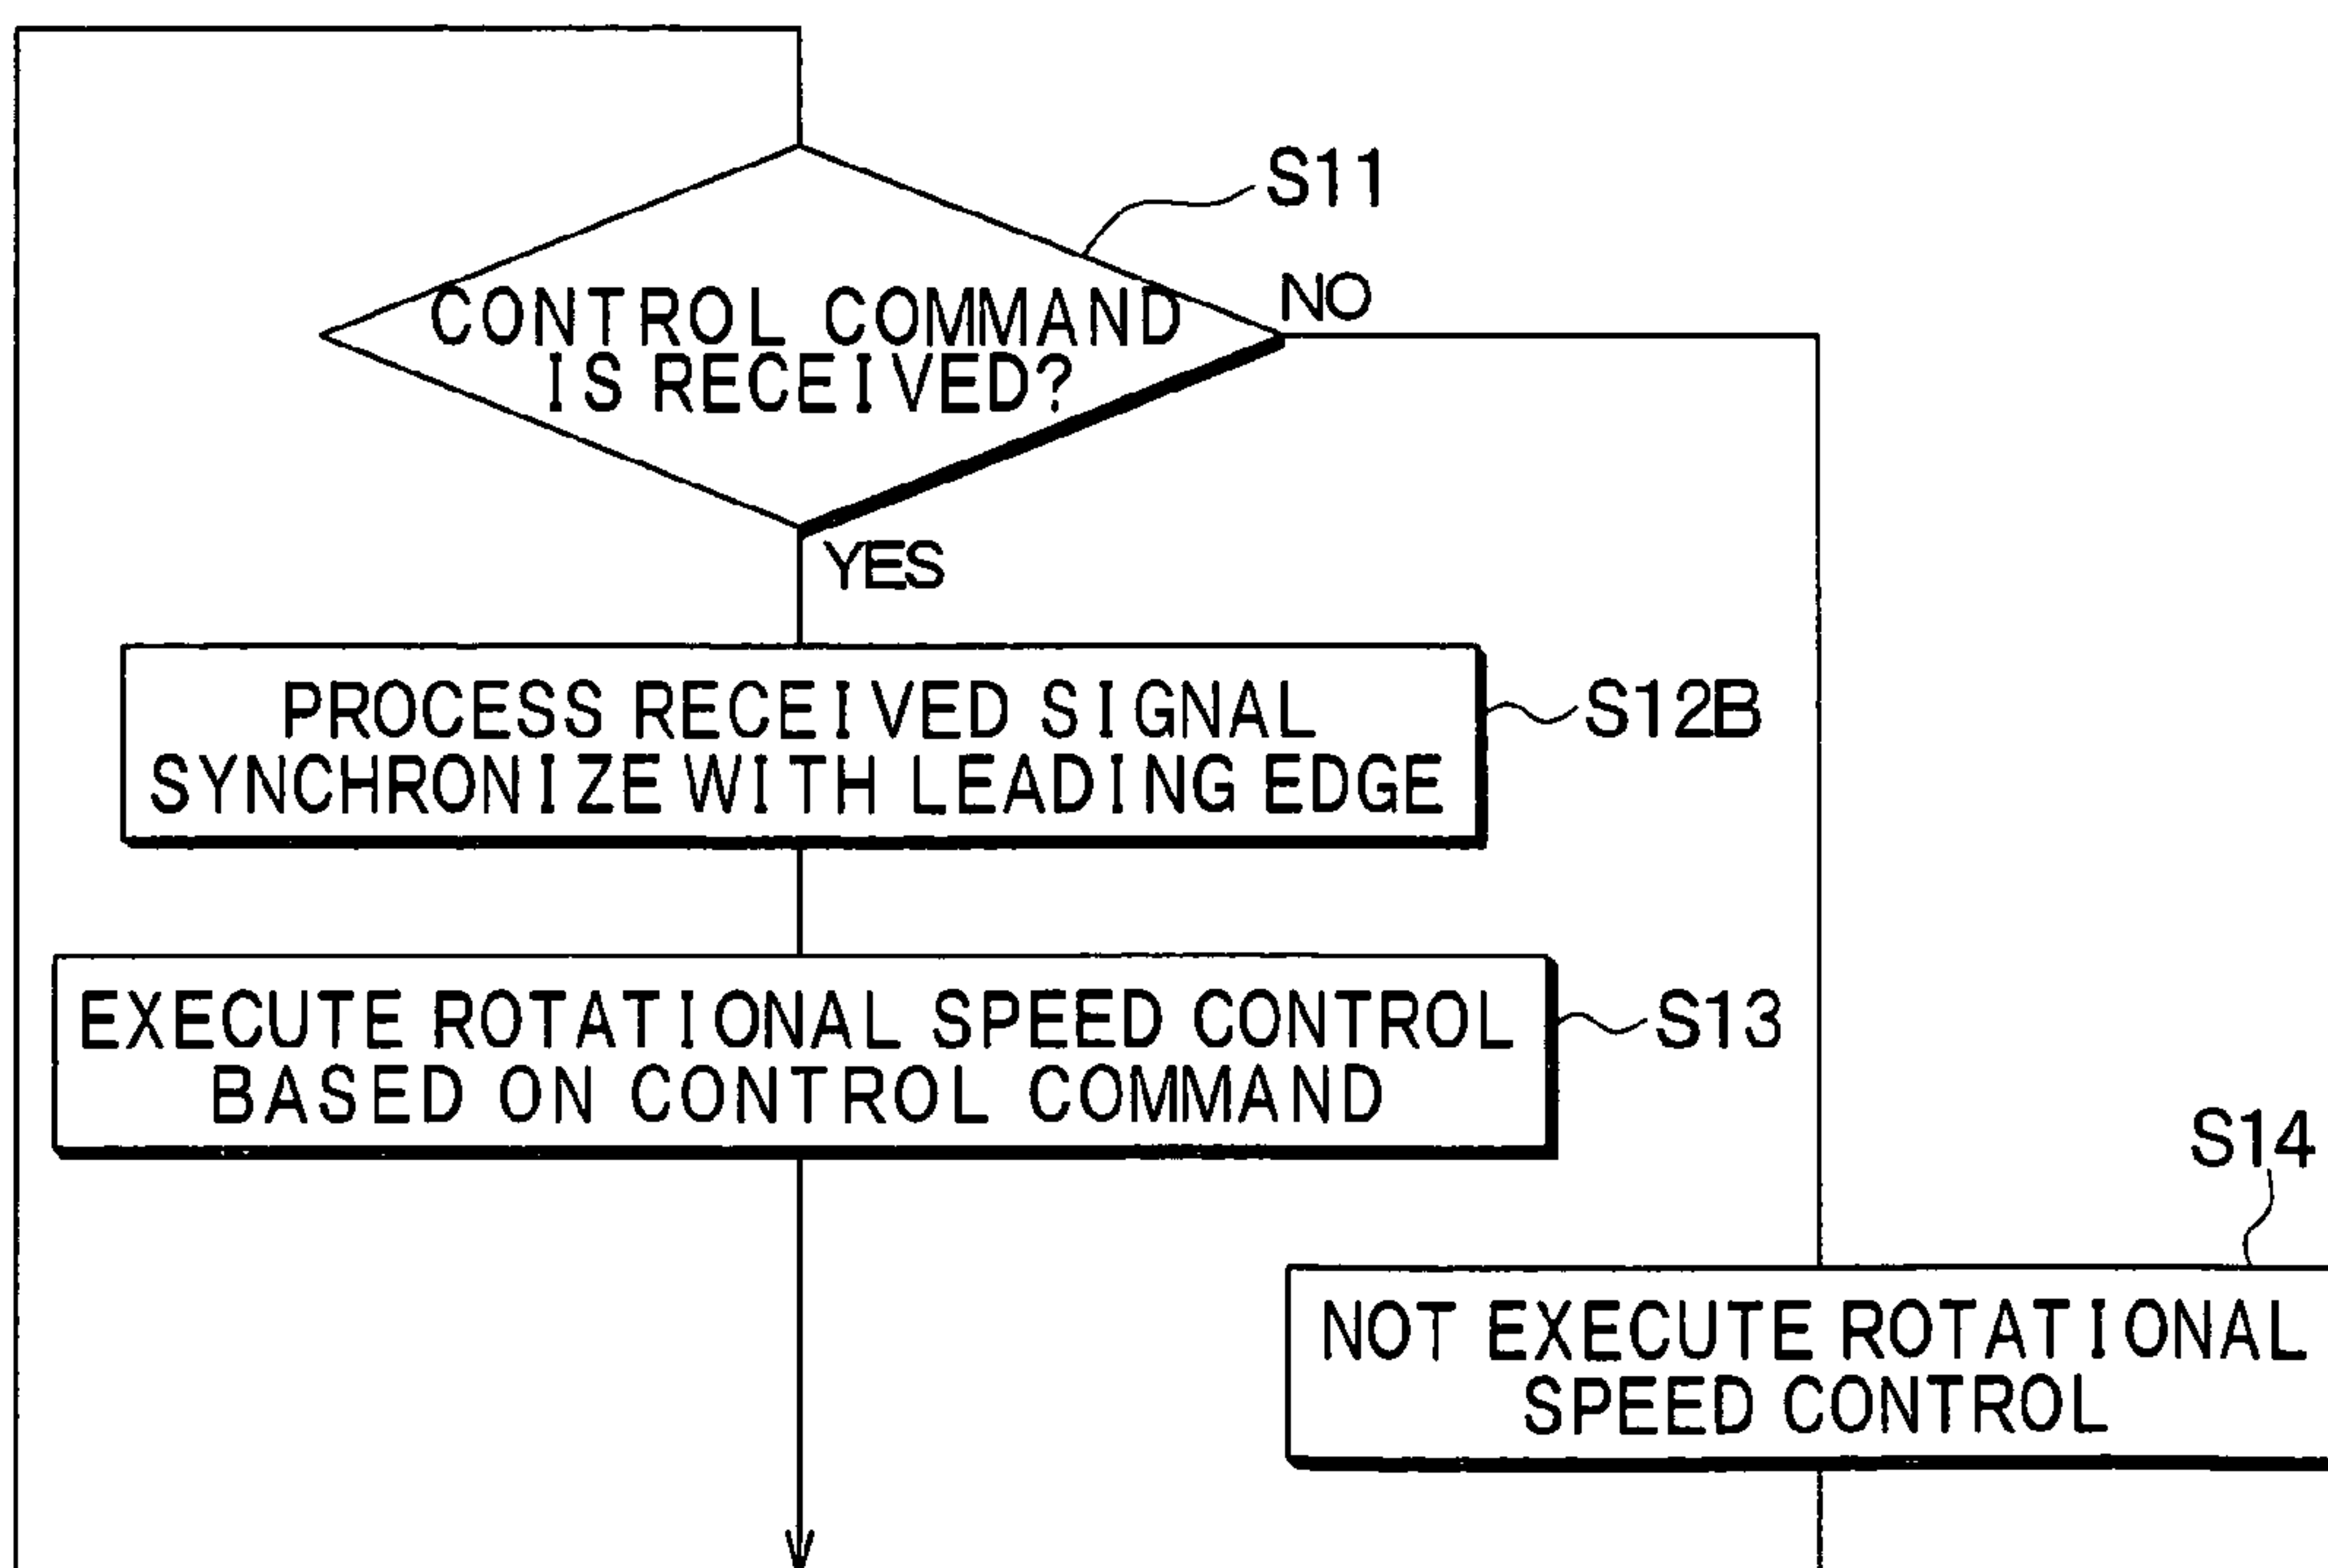 S11
CONTROL COMMAND
IS RECEIVED?
NO
YES
PROCESS RECEIVED SIGNAL
SYNCHRONIZE WITH LEADING EDGE
S12B
EXECUTE ROTATIONAL SPEED CONTROL
BASED ON CONTROL COMMAND
S13
S14
NOT EXECUTE ROTATIONAL
SPEED CONTROL